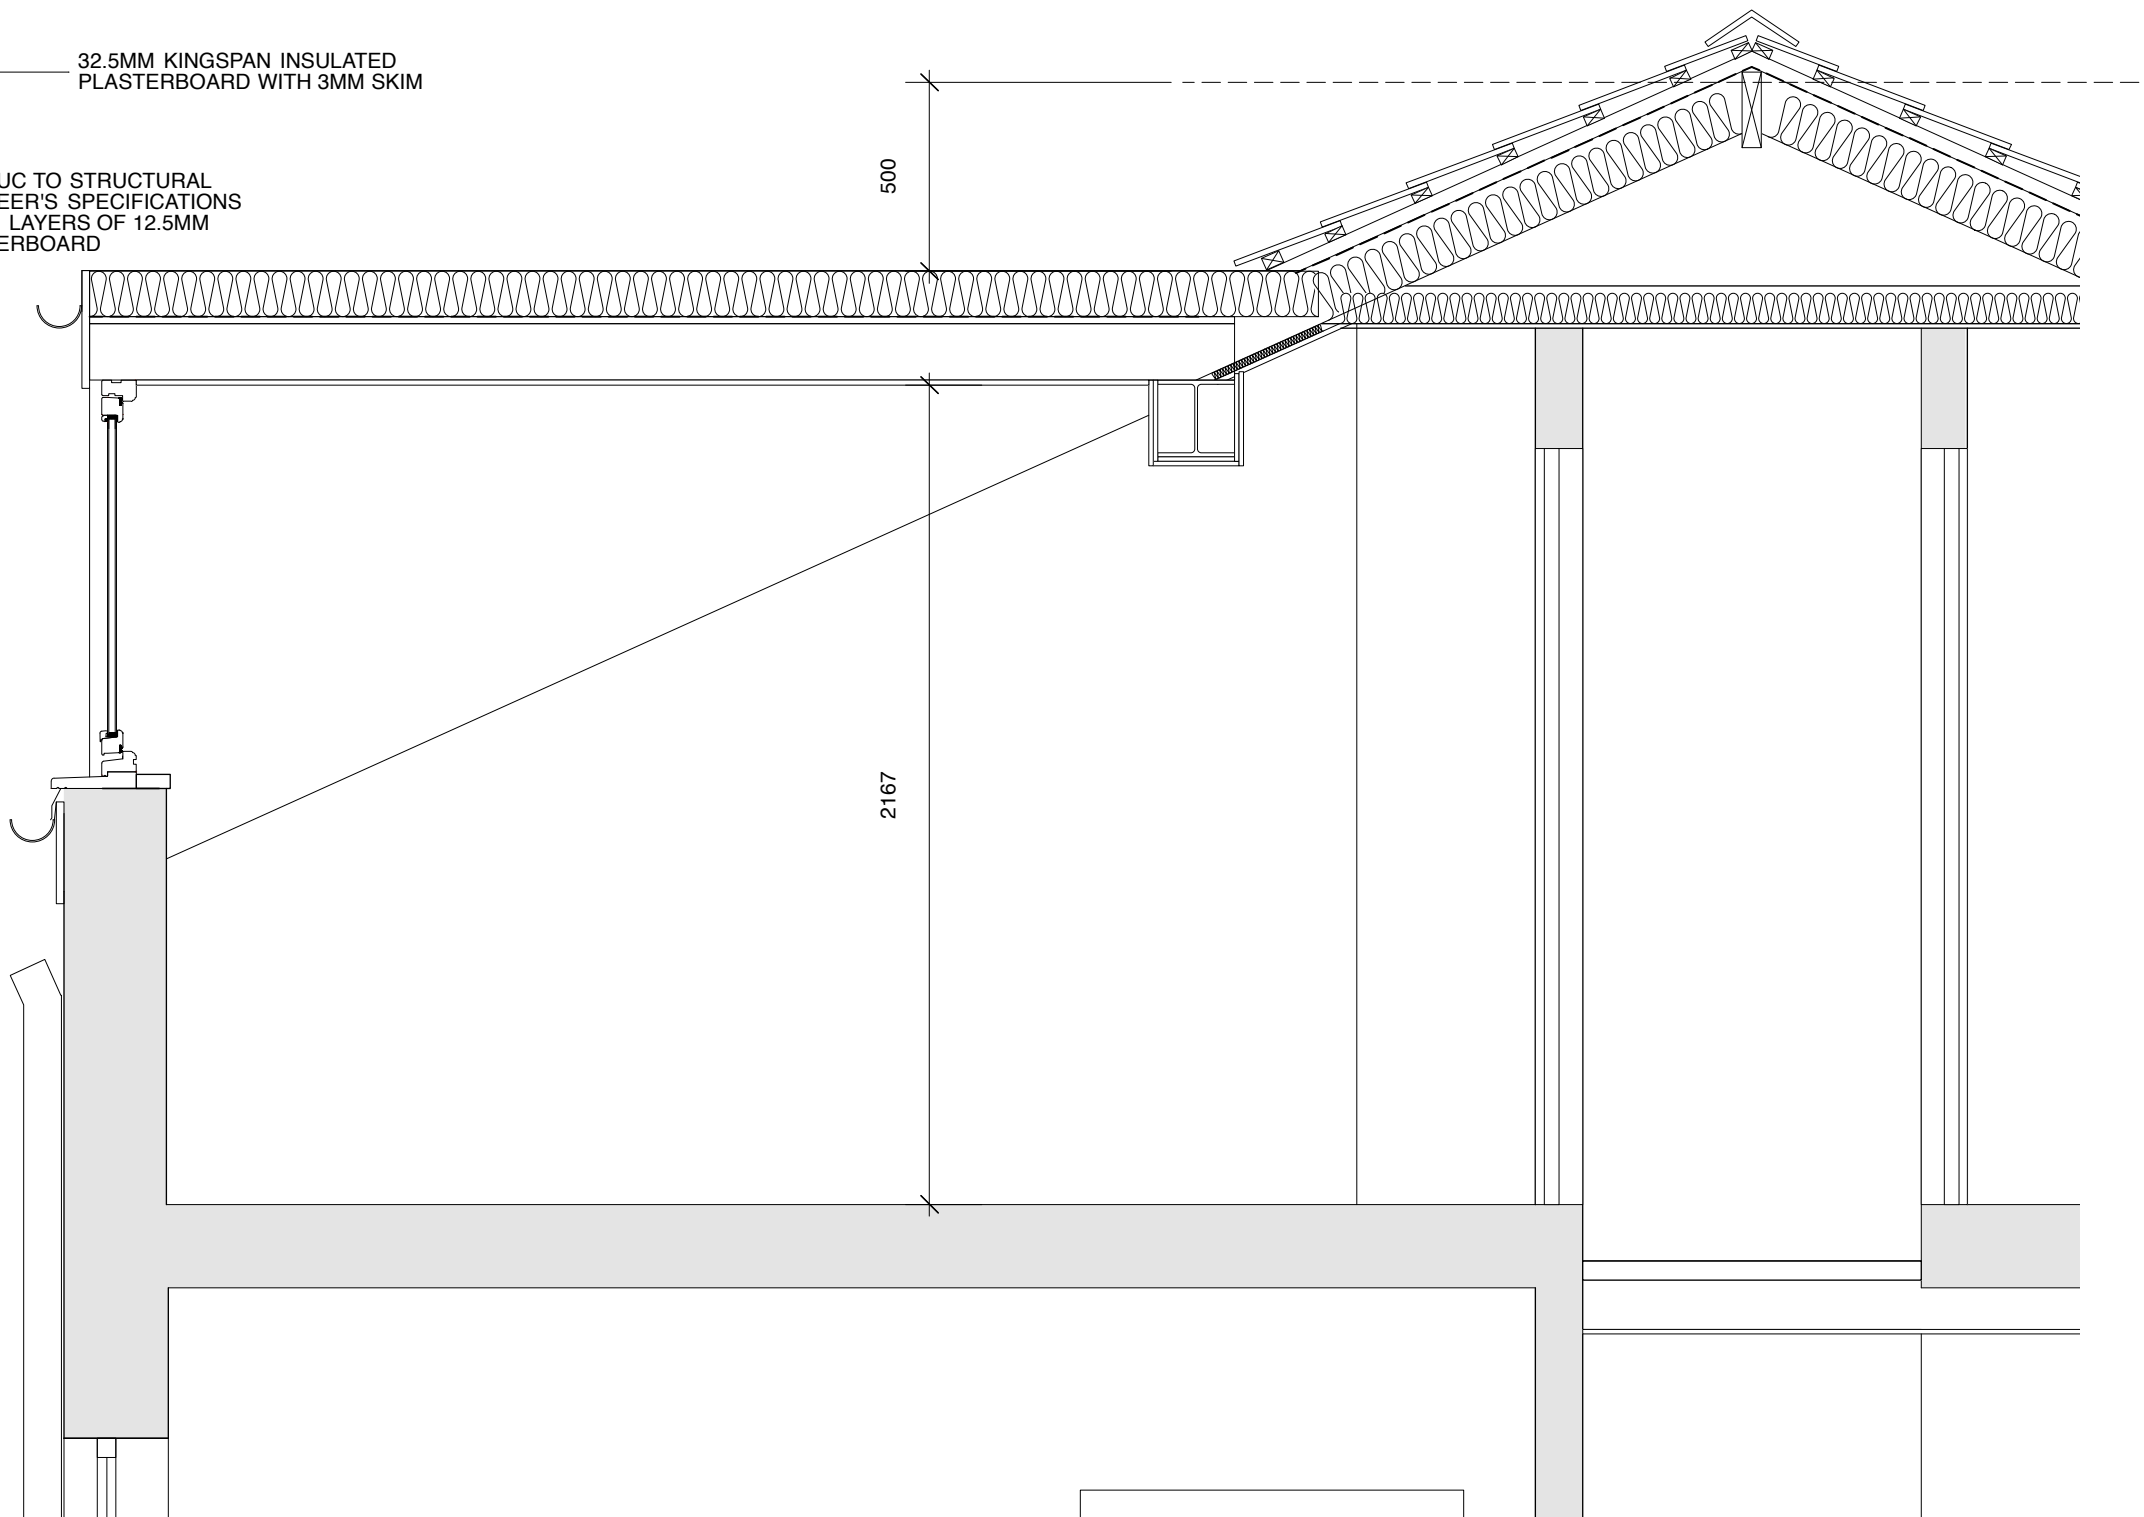 32.5MM KINGSPAN INSULATED
PLASTERBOARD WITH 3MM SKIM
UC TO STRUCTURAL
EER'S SPECIFICATIONS
LAYERS OF 12.5MM
ERBOARD
500
2167